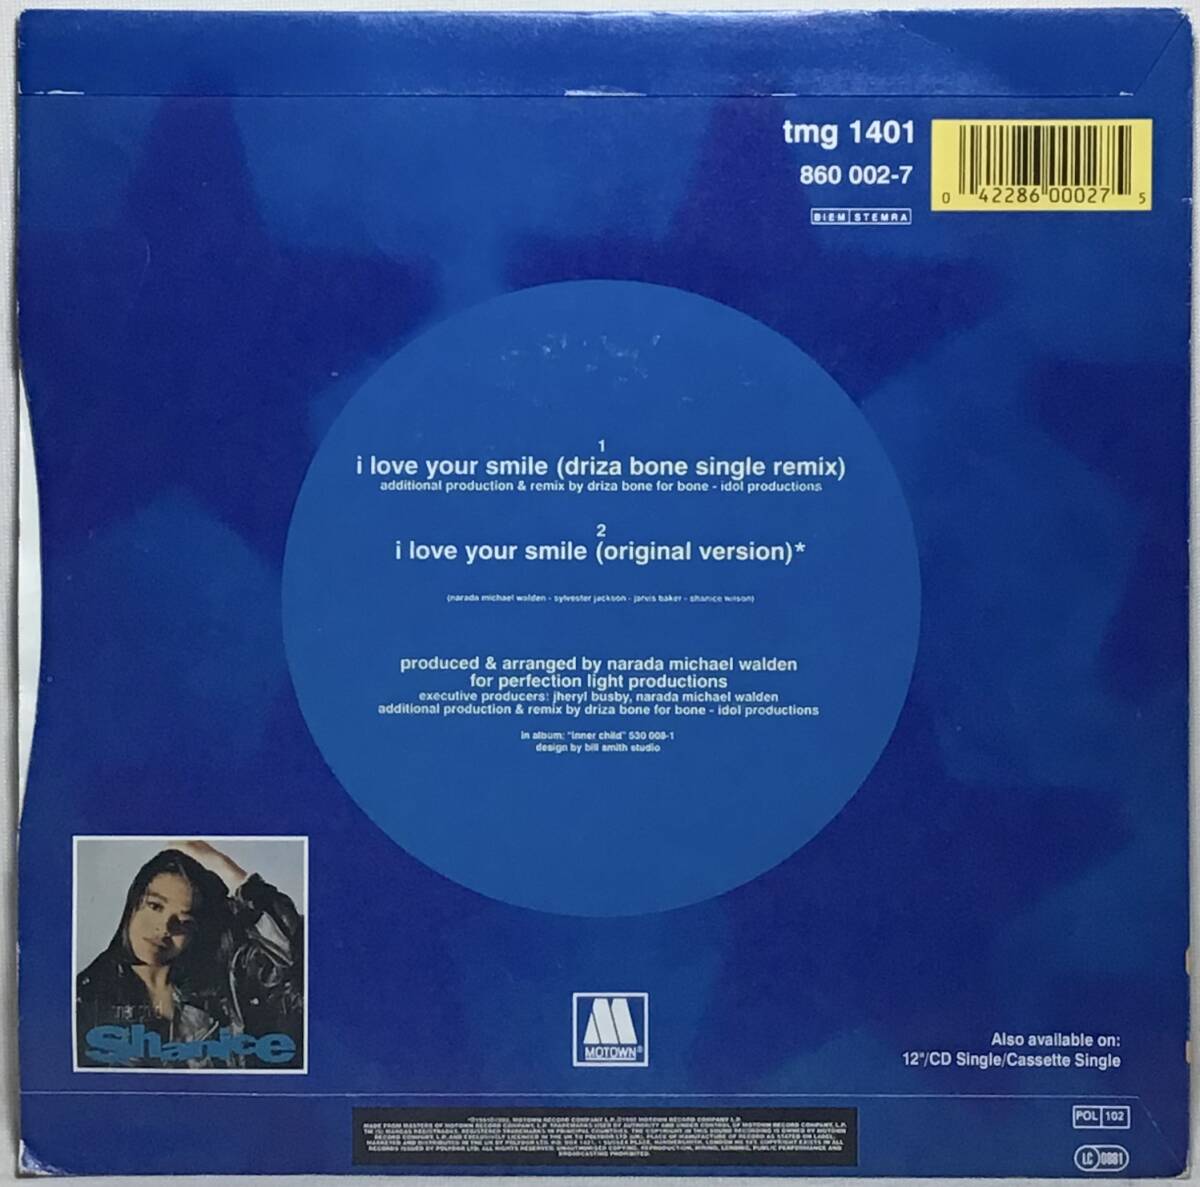 tmg 1401
860 002-7
BIEM STEMRA
0 42286 00027 5
1
i love your smile (driza bone single remix)
additional production & remix by driza bone for bone - idol productions
2
i love your smile (original version)*
(narada michael walden - sylvester jackson - jarvis baker - shanice wilson)
produced & arranged by narada michael walden
for perfection light productions
executive producers: jheryl busby, narada michael walden
additional production & remix by driza bone for bone - idol productions
in album: "inner child" 530 008-1
design by bill smith studio
Shanice
MOTOWN®
Also available on:
12"/CD Single/Cassette Single
POL 102
LC 0881